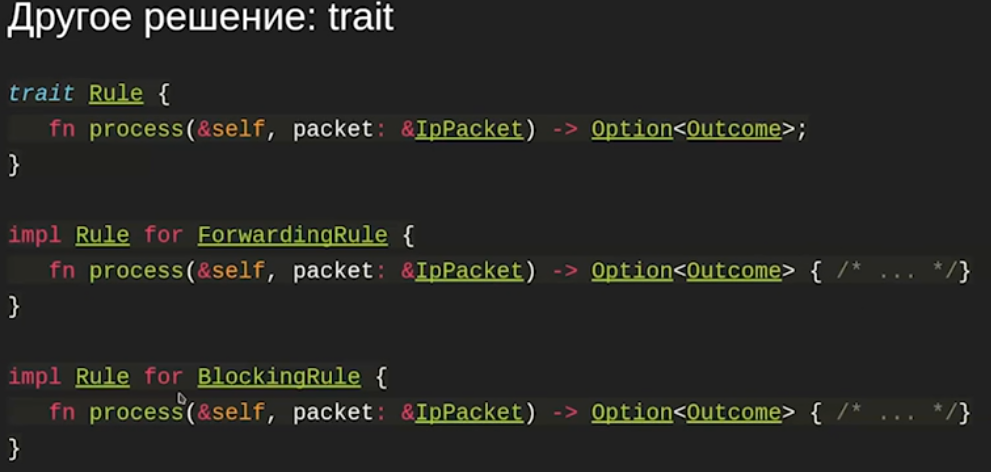 Другое решение: trait
trait Rule {
    fn process(&self, packet: &IpPacket) -> Option<Outcome>;
}
impl Rule for ForwardingRule {
    fn process(&self, packet: &IpPacket) -> Option<Outcome> { /* ... */}
}
impl Rule for BlockingRule {
    fn process(&self, packet: &IpPacket) -> Option<Outcome> { /* ... */}
}